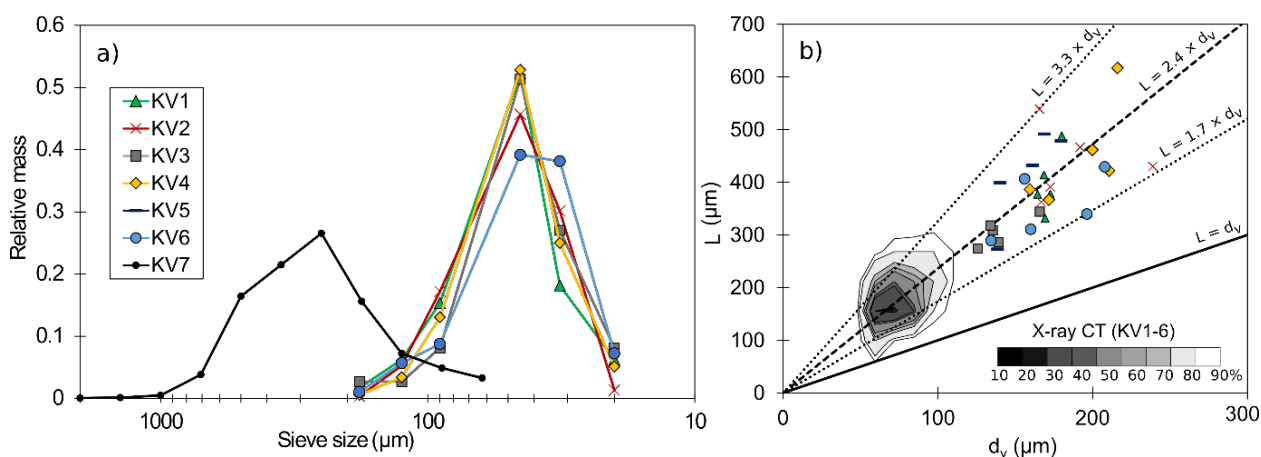 a)
Relative mass
0.6
0.5
0.4
0.3
0.2
0.1
0
KV1
KV2
KV3
KV4
KV5
KV6
KV7
1000
100
10
Sieve size (µm)
b)
L (µm)
700
600
500
400
300
200
100
0
L = 3.3 × dv
L = 2.4 × dv
L = 1.7 × dv
L = dv
X-ray CT (KV1-6)
10 20 30 40 50 60 70 80 90%
0
100
200
300
dv (µm)